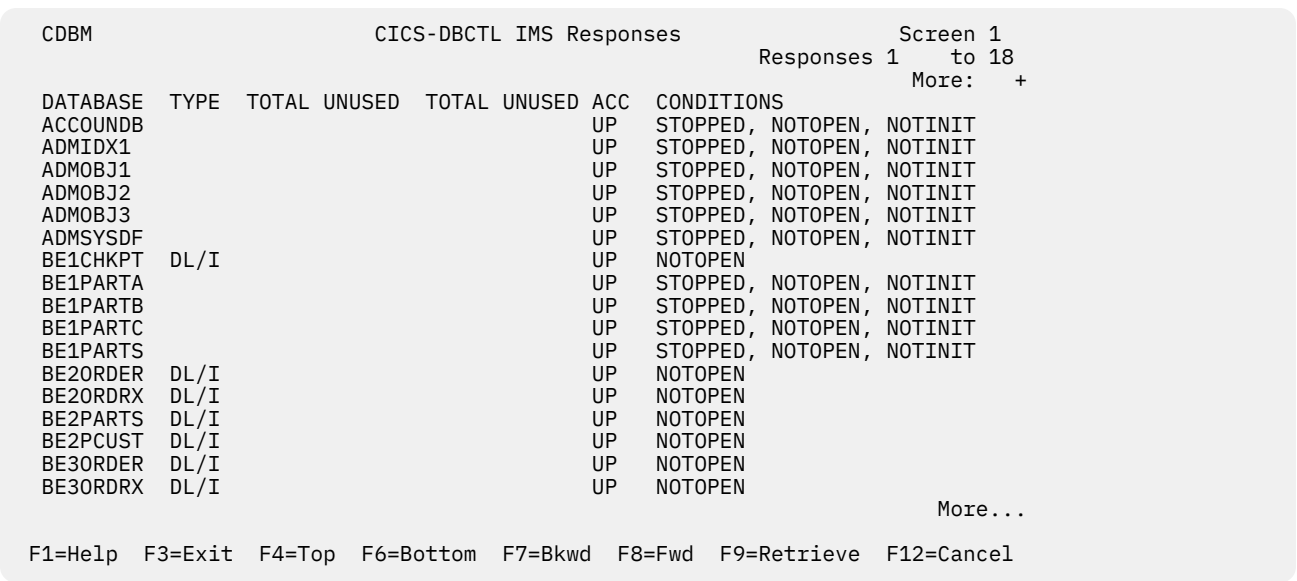 CDBM                      CICS-DBCTL IMS Responses                 Screen 1
                                                        Responses 1    to 18
                                                                    More:   +
DATABASE  TYPE  TOTAL UNUSED  TOTAL UNUSED ACC  CONDITIONS
ACCOUNDB                                   UP   STOPPED, NOTOPEN, NOTINIT
ADMIDX1                                    UP   STOPPED, NOTOPEN, NOTINIT
ADMOBJ1                                    UP   STOPPED, NOTOPEN, NOTINIT
ADMOBJ2                                    UP   STOPPED, NOTOPEN, NOTINIT
ADMOBJ3                                    UP   STOPPED, NOTOPEN, NOTINIT
ADMSYSDF                                   UP   STOPPED, NOTOPEN, NOTINIT
BE1CHKPT  DL/I                             UP   NOTOPEN
BE1PARTA                                   UP   STOPPED, NOTOPEN, NOTINIT
BE1PARTB                                   UP   STOPPED, NOTOPEN, NOTINIT
BE1PARTC                                   UP   STOPPED, NOTOPEN, NOTINIT
BE1PARTS                                   UP   STOPPED, NOTOPEN, NOTINIT
BE2ORDER  DL/I                             UP   NOTOPEN
BE2ORDRX  DL/I                             UP   NOTOPEN
BE2PARTS  DL/I                             UP   NOTOPEN
BE2PCUST  DL/I                             UP   NOTOPEN
BE3ORDER  DL/I                             UP   NOTOPEN
BE3ORDRX  DL/I                             UP   NOTOPEN
                                                                      More...
F1=Help  F3=Exit  F4=Top  F6=Bottom  F7=Bkwd  F8=Fwd  F9=Retrieve  F12=Cancel